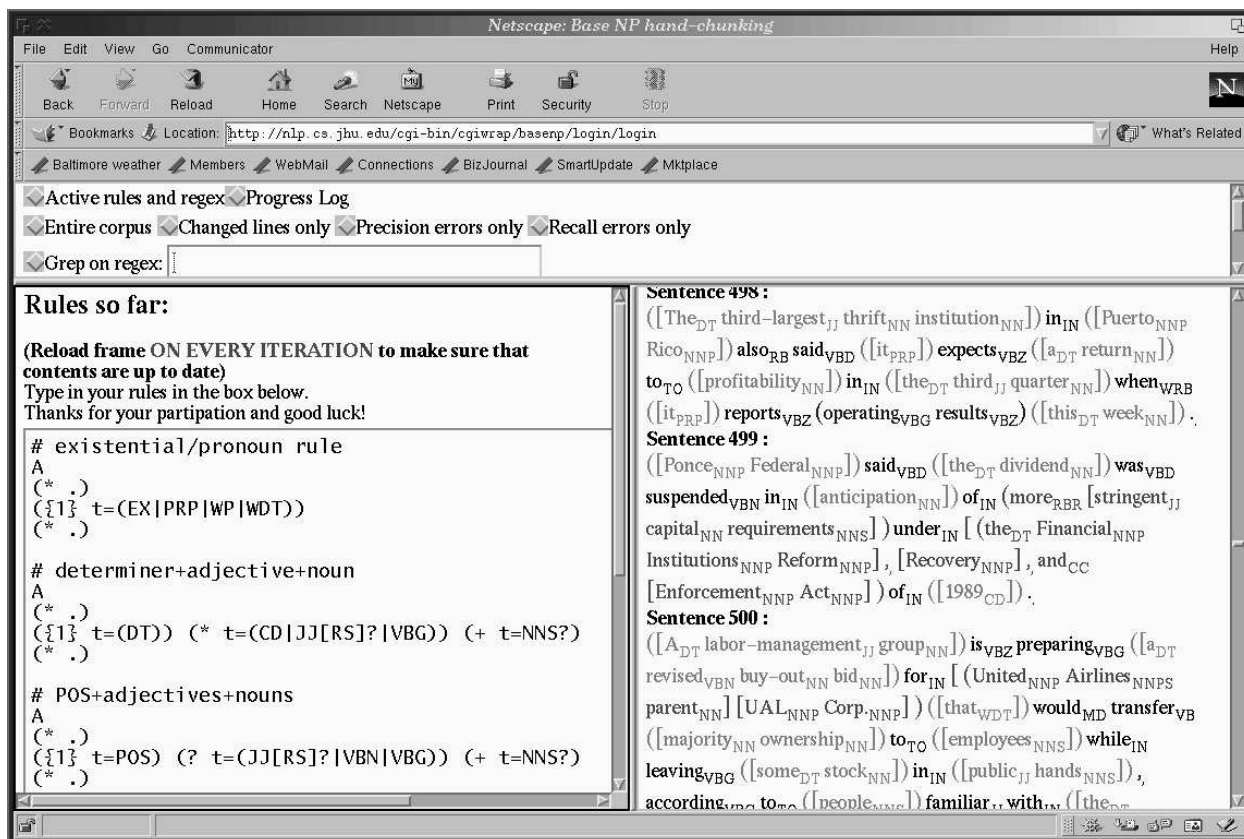 Netscape: Base NP hand-chunking
File Edit View Go Communicator Help
Back Forward Reload Home Search Netscape Print Security Stop
My
N
Bookmarks Location: http://nlp.cs.jhu.edu/cgi-bin/cgiwrap/basenp/login/login What's Related
Baltimore weather Members WebMail Connections BizJournal SmartUpdate Mktplace
Active rules and regex Progress Log
Entire corpus Changed lines only Precision errors only Recall errors only
Grep on regex:
Rules so far:
(Reload frame ON EVERY ITERATION to make sure that
contents are up to date)
Type in your rules in the box below.
Thanks for your partipation and good luck!
# existential/pronoun rule
A
(* .)
({1} t=(EX|PRP|WP|WDT))
(* .)
# determiner+adjective+noun
A
(* .)
({1} t=(DT)) (* t=(CD|JJ[RS]?|VBG)) (+ t=NNS?)
(* .)
# POS+adjectives+nouns
A
(* .)
({1} t=POS) (? t=(JJ[RS]?|VBN|VBG)) (+ t=NNS?)
(* .)
Sentence 498 :
([The DT third-largest JJ thrift NN institution NN]) in IN ([Puerto NNP
Rico NNP]) also RB said VBD ([it PRP]) expects VBZ ([a DT return NN])
to TO ([profitability NN]) in IN ([the DT third JJ quarter NN]) when WRB
([it PRP]) reports VBZ (operating VBG results VBZ) ([this DT week NN]) .
Sentence 499 :
([Ponce NNP Federal NNP]) said VBD ([the DT dividend NN]) was VBD
suspended VBN in IN ([anticipation NN]) of IN (more RBR [stringent JJ
capital NN requirements NNS] ) under IN [ (the DT Financial NNP
Institutions NNP Reform NNP] , [Recovery NNP] , and CC
[Enforcement NNP Act NNP] ) of IN ([1989 CD]) .
Sentence 500 :
([A DT labor-management JJ group NN]) is VBZ preparing VBG ([a DT
revised VBN buy-out NN bid NN]) for IN [ (United NNP Airlines NNPS
parent NN] [UAL NNP Corp. NNP] ) ([that WDT]) would MD transfer VB
([majority NN ownership NN]) to TO ([employees NNS]) while IN
leaving VBG ([some DT stock NN]) in IN ([public JJ hands NNS]) ,
according VBG to TO ([people NNS]) familiar JJ with IN ([the DT